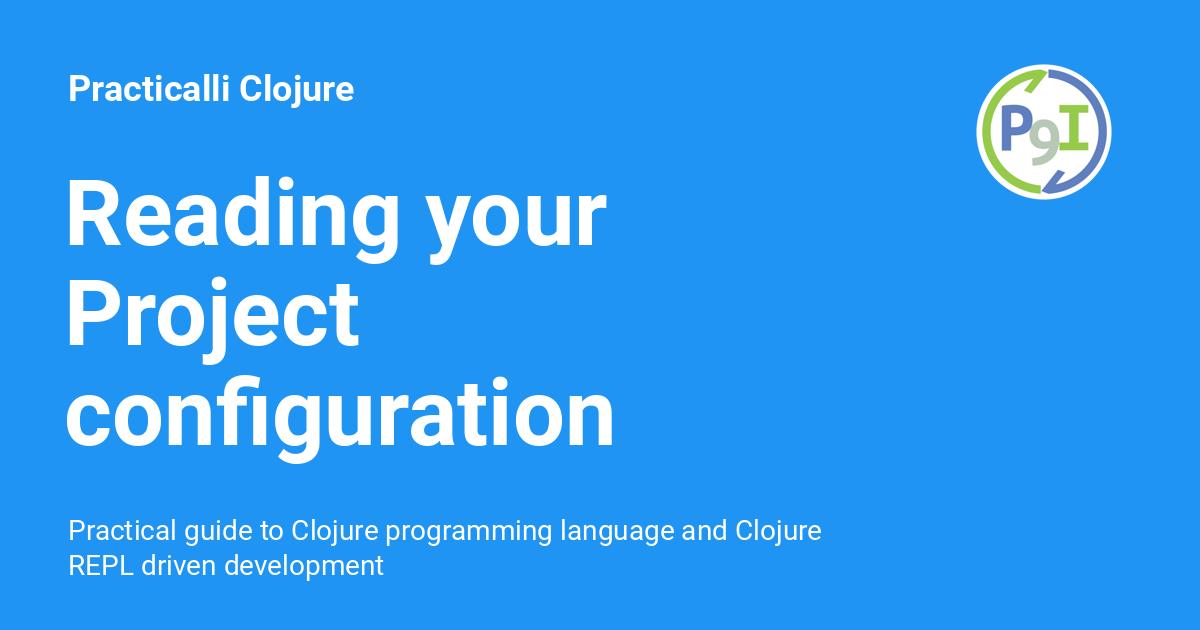 Practicalli Clojure
P9I
Reading your
Project
configuration
Practical guide to Clojure programming language and Clojure
REPL driven development